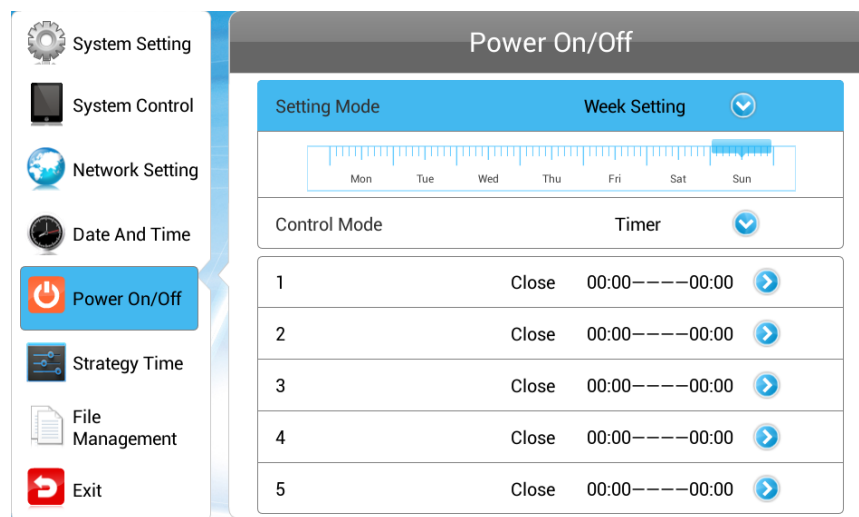 System Setting
System Control
Network Setting
Date And Time
Power On/Off
Strategy Time
File
Management
Exit
Power On/Off
Setting Mode Week Setting
Mon Tue Wed Thu Fri Sat Sun
Control Mode Timer
1 Close 00:00----00:00
2 Close 00:00----00:00
3 Close 00:00----00:00
4 Close 00:00----00:00
5 Close 00:00----00:00